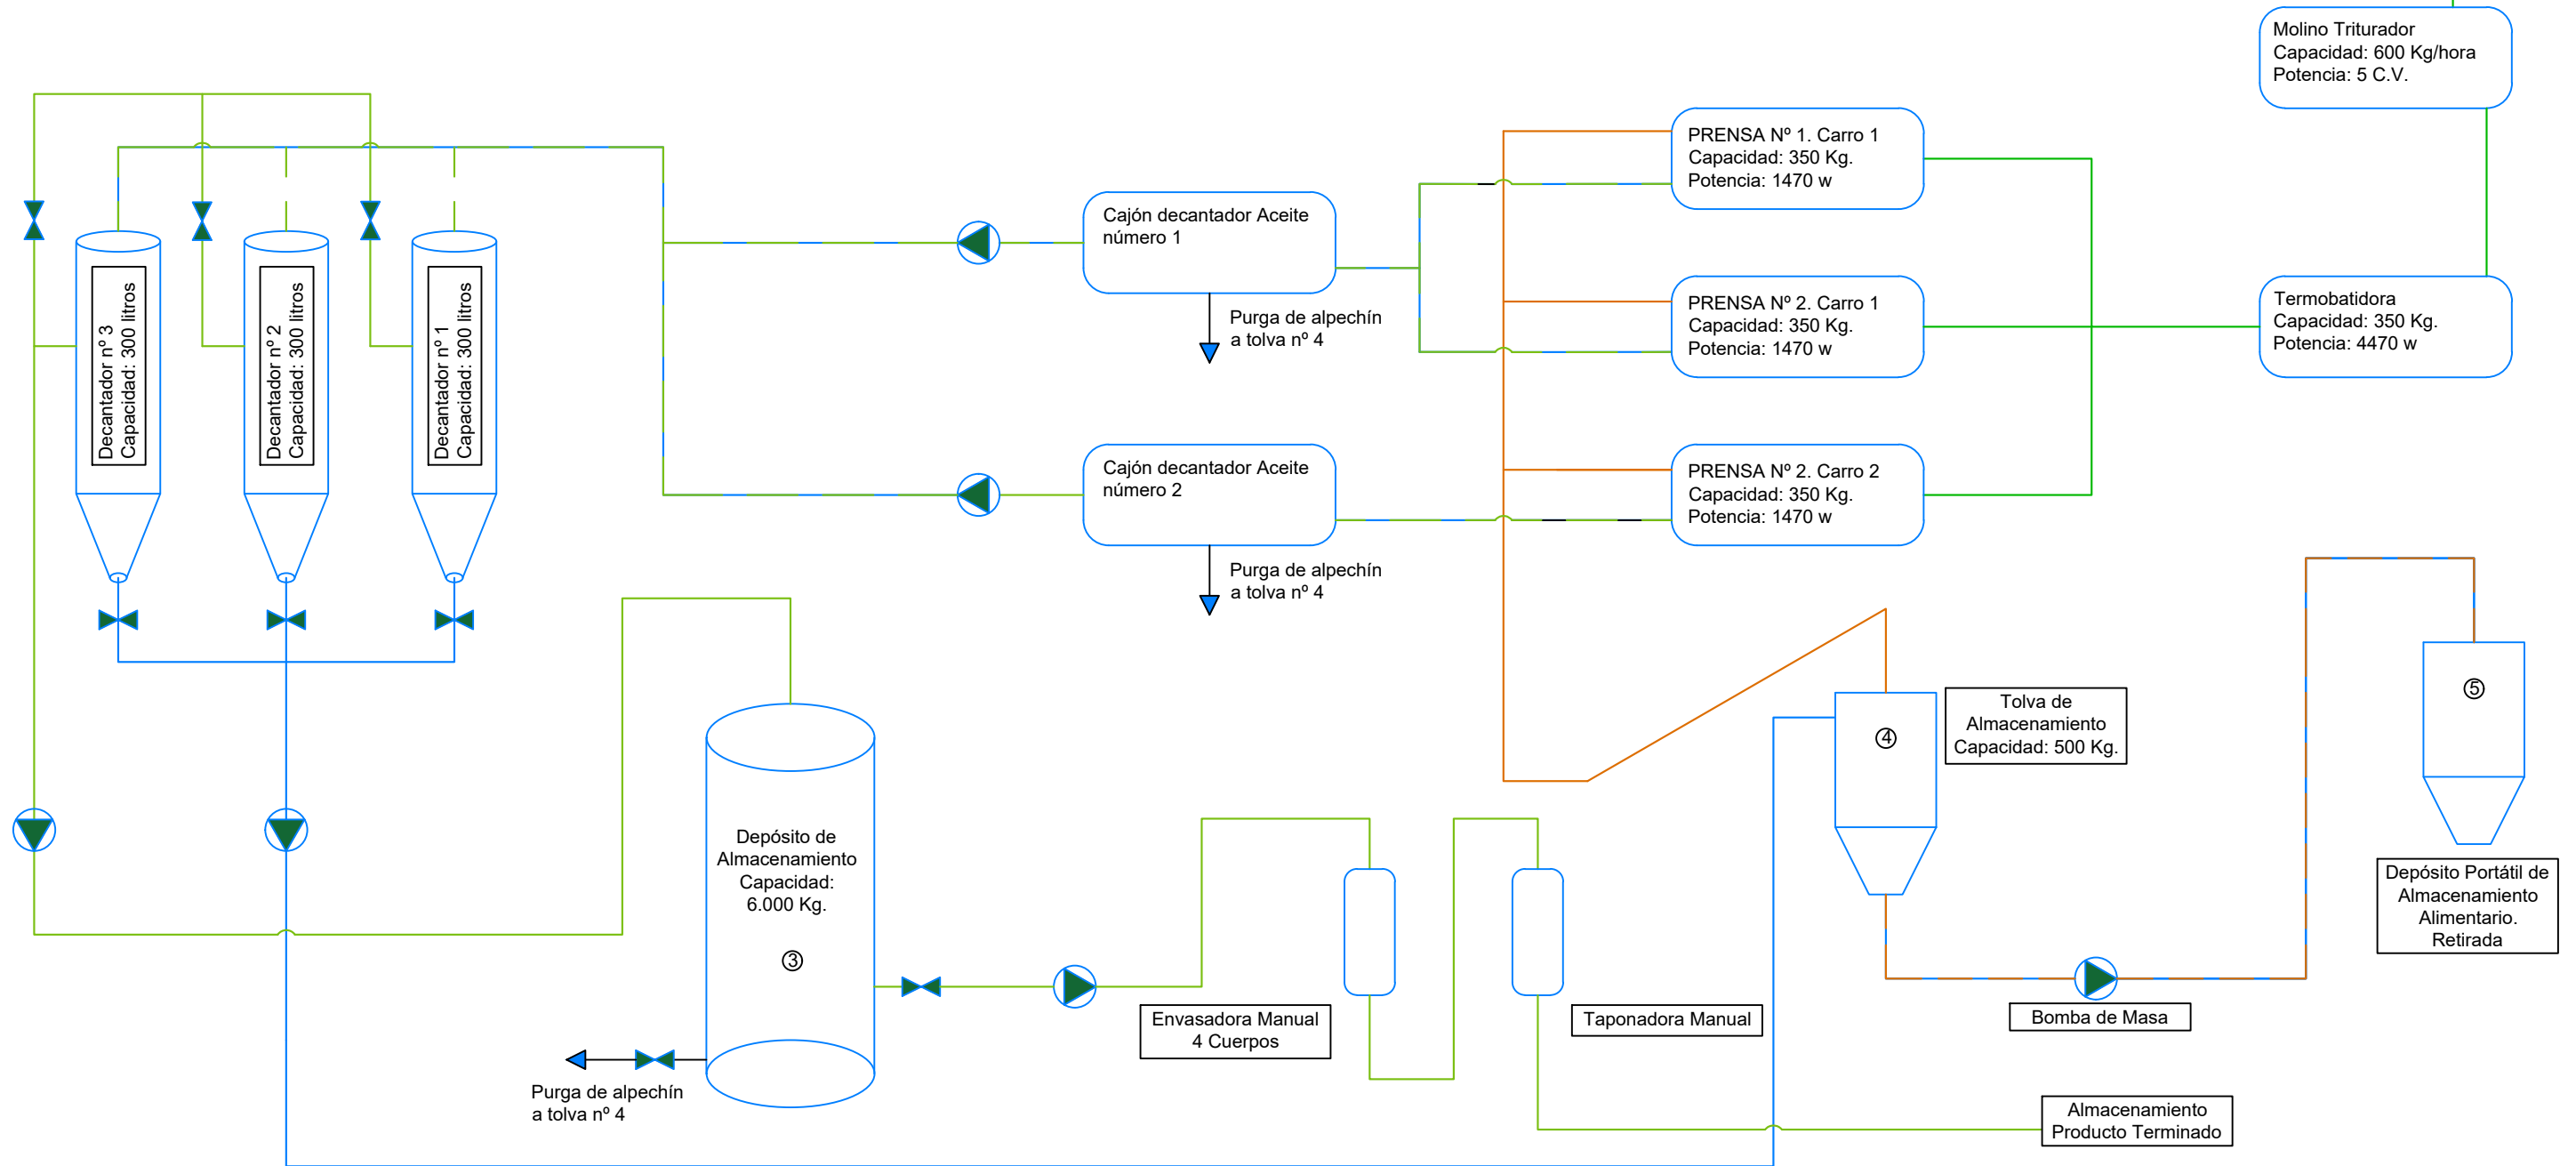 Molino Triturador
Capacidad: 600 Kg/hora
Potencia: 5 C.V.
PRENSA Nº 1. Carro 1
Capacidad: 350 Kg.
Potencia: 1470 w
Cajón decantador Aceite
número 1
Purga de alpechín
a tolva nº 4
PRENSA Nº 2. Carro 1
Capacidad: 350 Kg.
Potencia: 1470 w
Termobatidora
Capacidad: 350 Kg.
Potencia: 4470 w
Decantador nº 3
Capacidad: 300 litros
Decantador nº 2
Capacidad: 300 litros
Decantador nº 1
Capacidad: 300 litros
Cajón decantador Aceite
número 2
Purga de alpechín
a tolva nº 4
PRENSA Nº 2. Carro 2
Capacidad: 350 Kg.
Potencia: 1470 w
4
Tolva de
Almacenamiento
Capacidad: 500 Kg.
5
Depósito Portátil de
Almacenamiento
Alimentario.
Retirada
Depósito de
Almacenamiento
Capacidad:
6.000 Kg.
3
Envasadora Manual
4 Cuerpos
Taponadora Manual
Bomba de Masa
Purga de alpechín
a tolva nº 4
Almacenamiento
Producto Terminado